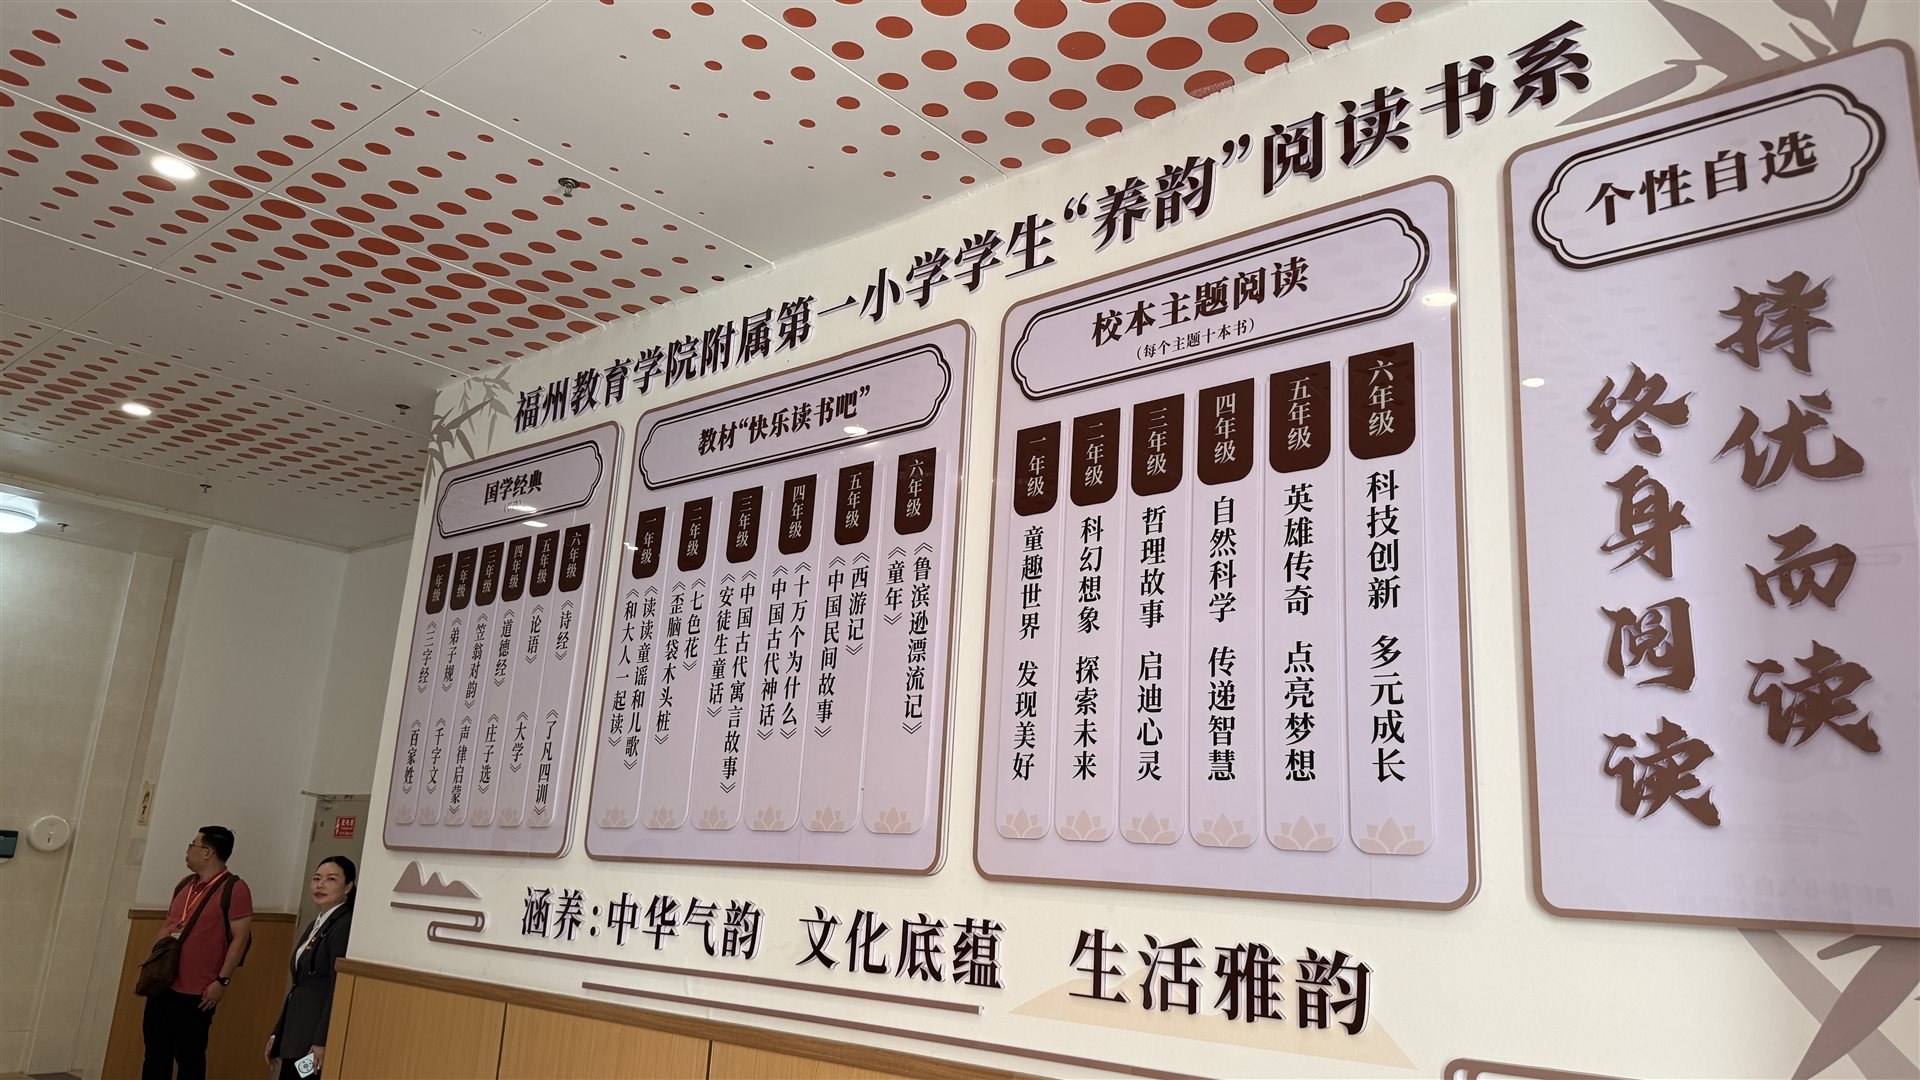 福州教育学院附属第一小学学生“养韵”阅读书系
国学经典
一年级
《三字经》
《百家姓》
二年级
《弟子规》
《千字文》
三年级
《笠翁对韵》
《声律启蒙》
四年级
《道德经》
《庄子选》
五年级
《论语》
《大学》
六年级
《诗经》
《了凡四训》
教材“快乐读书吧”
一年级
《读读童谣和儿歌》
《和大人一起读》
二年级
《七色花》
《歪脑袋木头桩》
三年级
《中国古代寓言故事》
《安徒生童话》
四年级
《十万个为什么》
《中国古代神话》
五年级
《西游记》
《中国民间故事》
六年级
《鲁滨逊漂流记》
《童年》
校本主题阅读
（每个主题十本书）
一年级
童趣世界 发现美好
二年级
科幻想象 探索未来
三年级
哲理故事 启迪心灵
四年级
自然科学 传递智慧
五年级
英雄传奇 点亮梦想
六年级
科技创新 多元成长
个性自选
择优而读
终身阅读
涵养：中华气韵 文化底蕴 生活雅韵